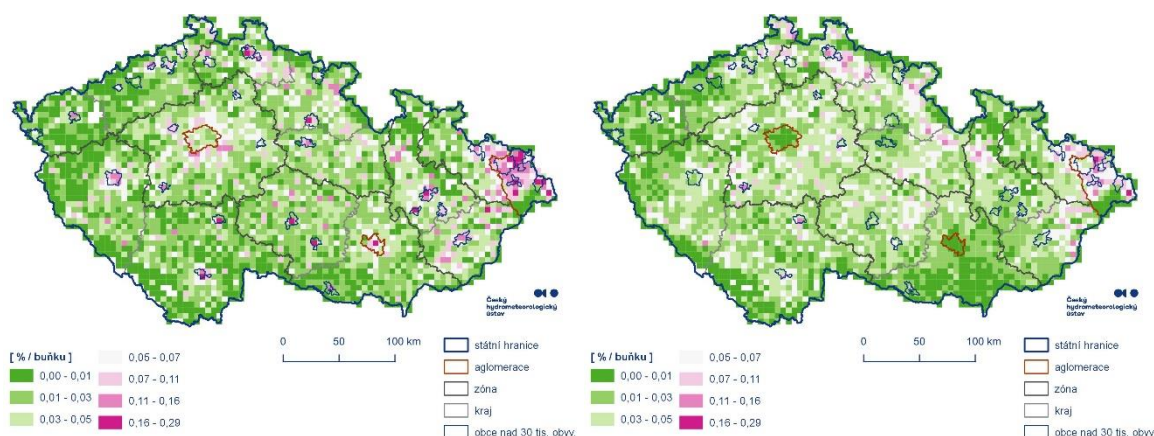 Český
hydrometeorologický
ústav
[ % / buňku ]
0,00 - 0,01
0,01 - 0,03
0,03 - 0,05
0,05 - 0,07
0,07 - 0,11
0,11 - 0,16
0,16 - 0,29
0 50 100 km
státní hranice
aglomerace
zóna
kraj
obce nad 30 tis. obyv.
Český
hydrometeorologický
ústav
[ % / buňku ]
0,00 - 0,01
0,01 - 0,03
0,03 - 0,05
0,05 - 0,07
0,07 - 0,11
0,11 - 0,16
0,16 - 0,29
0 50 100 km
státní hranice
aglomerace
zóna
kraj
obce nad 30 tis. obyv.